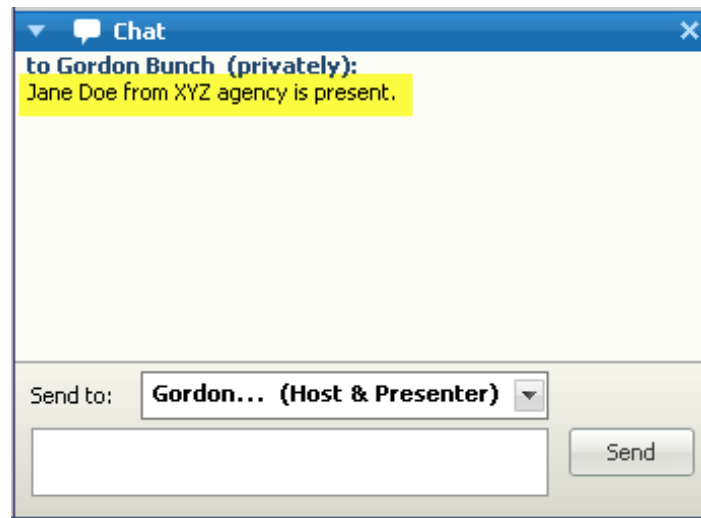 Chat
to Gordon Bunch (privately):
Jane Doe from XYZ agency is present.
Send to: Gordon... (Host & Presenter)
Send